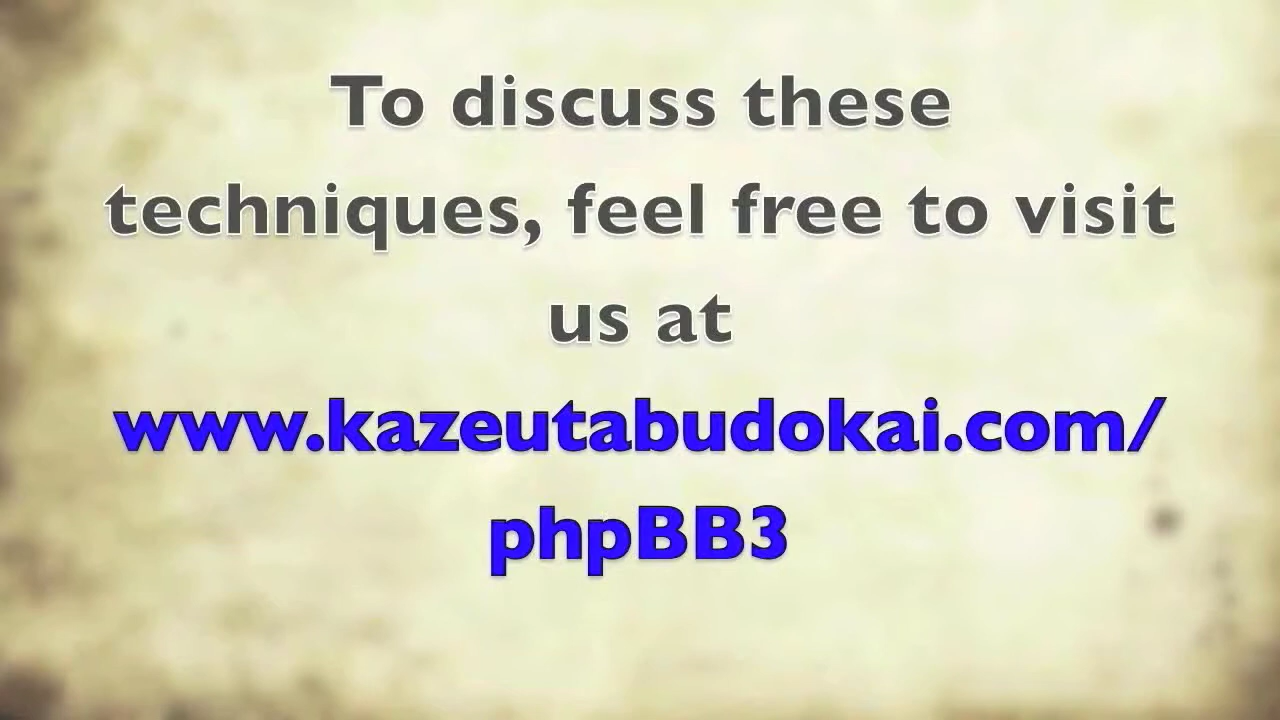 To discuss these
techniques, feel free to visit
us at
www.kazeutabudokai.com/
phpBB3